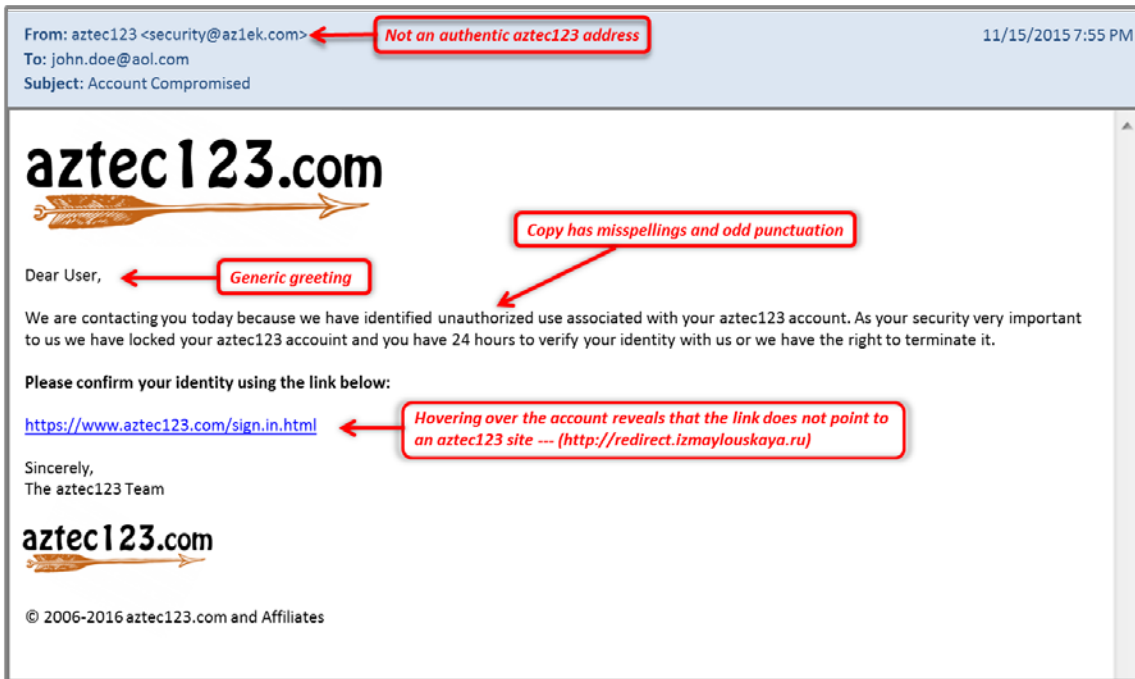 From: aztec123 <security@az1ek.com>
Not an authentic aztec123 address
11/15/2015 7:55 PM
To: john.doe@aol.com
Subject: Account Compromised
aztec123.com
Copy has misspellings and odd punctuation
Dear User,
Generic greeting
We are contacting you today because we have identified unauthorized use associated with your aztec123 account. As your security very important
to us we have locked your aztec123 accouint and you have 24 hours to verify your identity with us or we have the right to terminate it.
Please confirm your identity using the link below:
https://www.aztec123.com/sign.in.html
Hovering over the account reveals that the link does not point to
an aztec123 site --- (http://redirect.izmaylouskaya.ru)
Sincerely,
The aztec123 Team
aztec123.com
© 2006-2016 aztec123.com and Affiliates